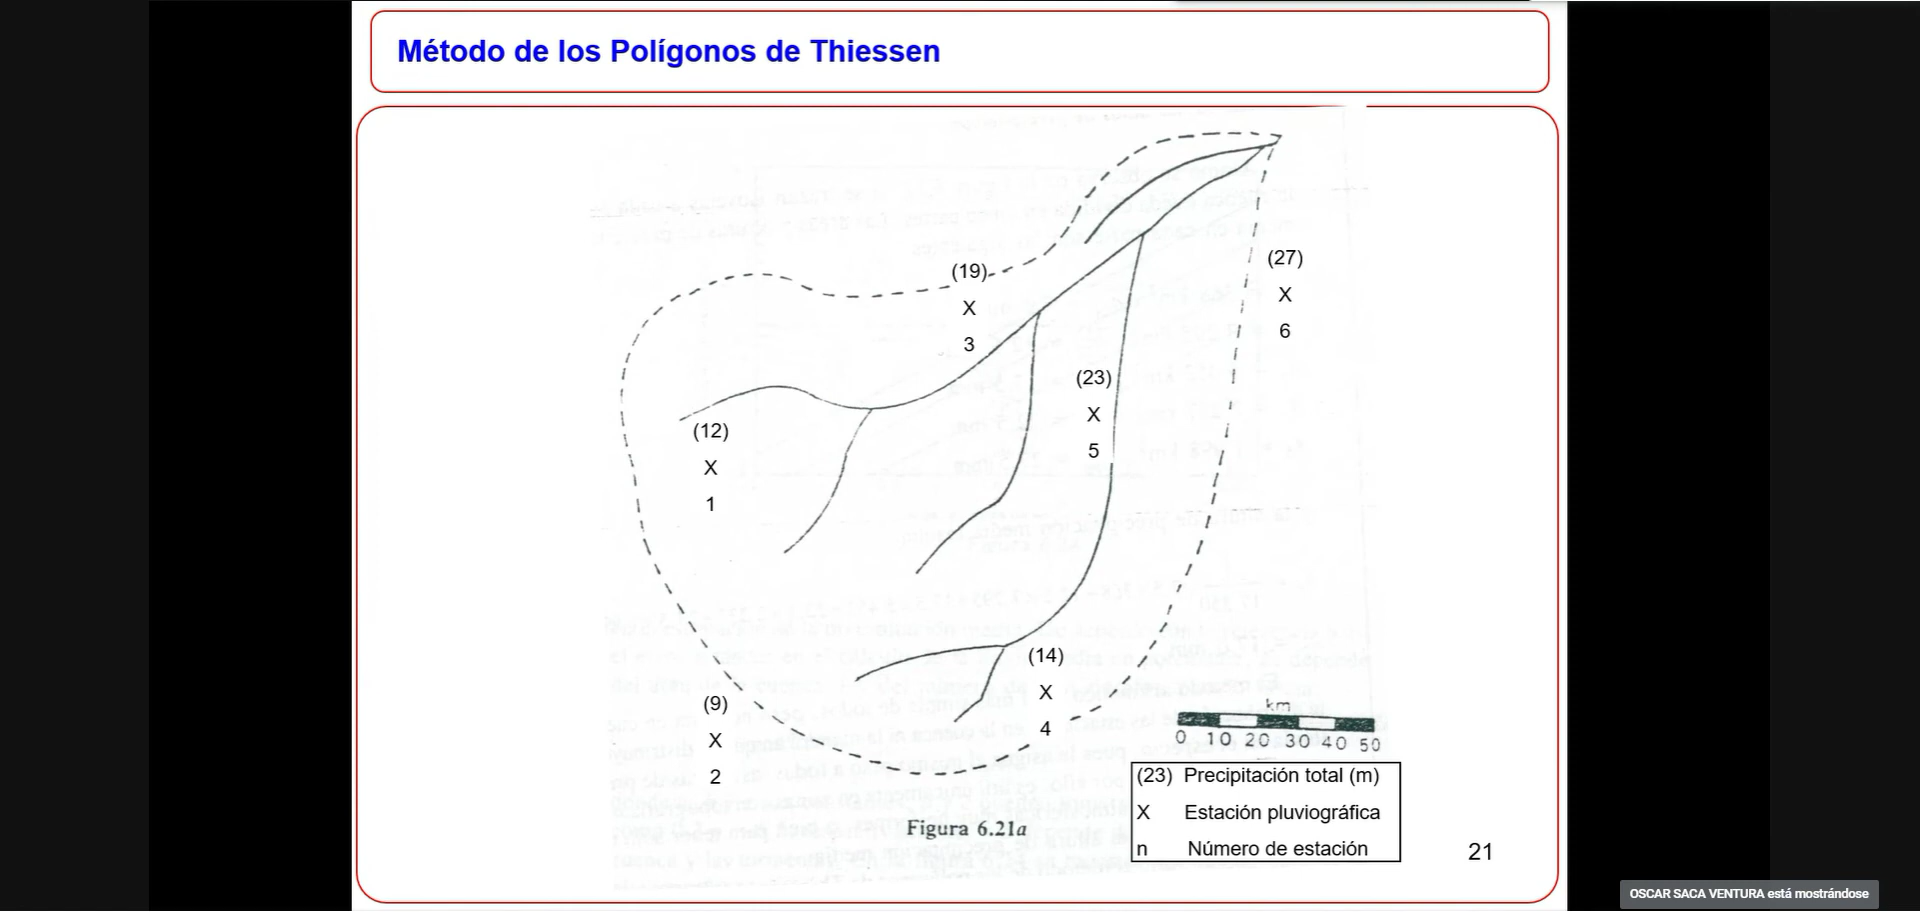 Método de los Polígonos de Thiessen
(27)
X
6
(19)
X
3
(23)
X
5
(12)
X
1
(14)
X
4
(9)
X
2
km
0 10 20 30 40 50
(23) Precipitación total (m)
X Estación pluviográfica
n Número de estación
Figura 6.21a
21
OSCAR SACA VENTURA está mostrándose